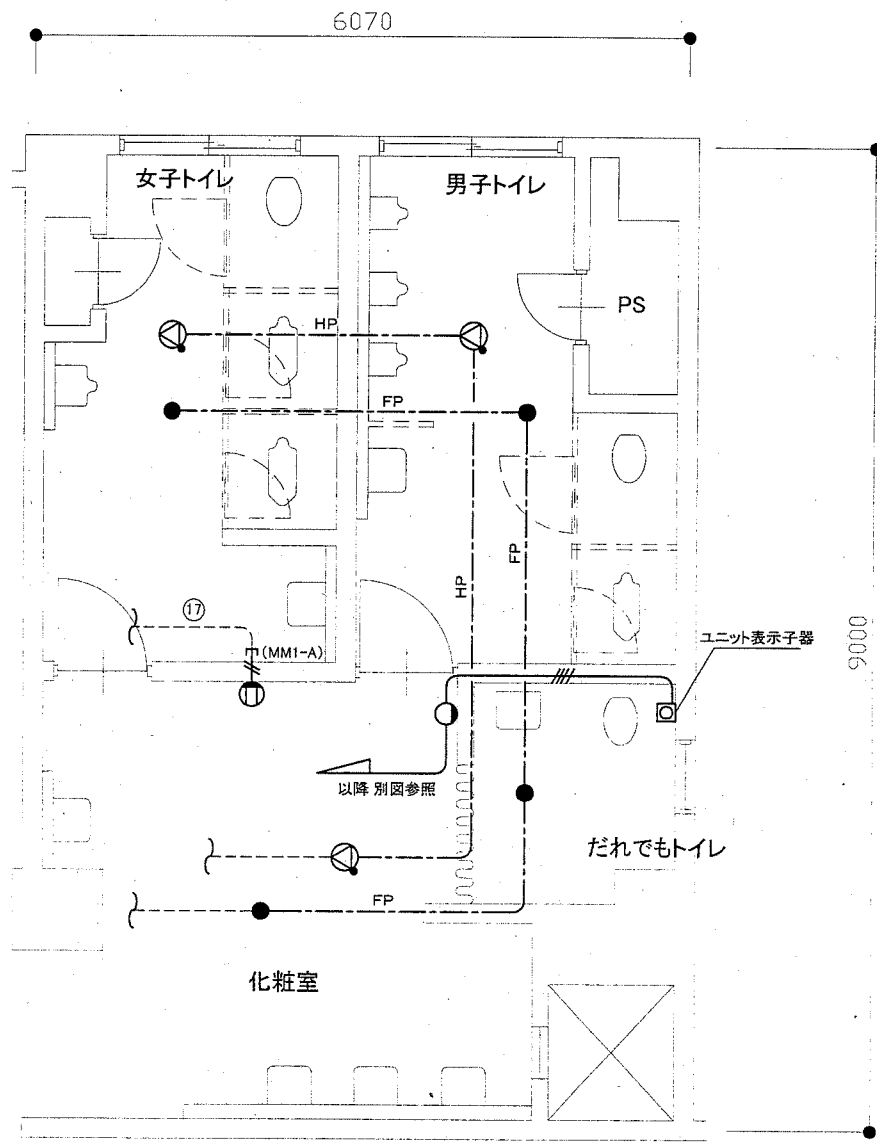 6070
女子トイレ
男子トイレ
PS
HP
FP
HP
FP
17
(MM1-A)
ユニット表示子器
9000
以降 別図参照
だれでもトイレ
FP
化粧室